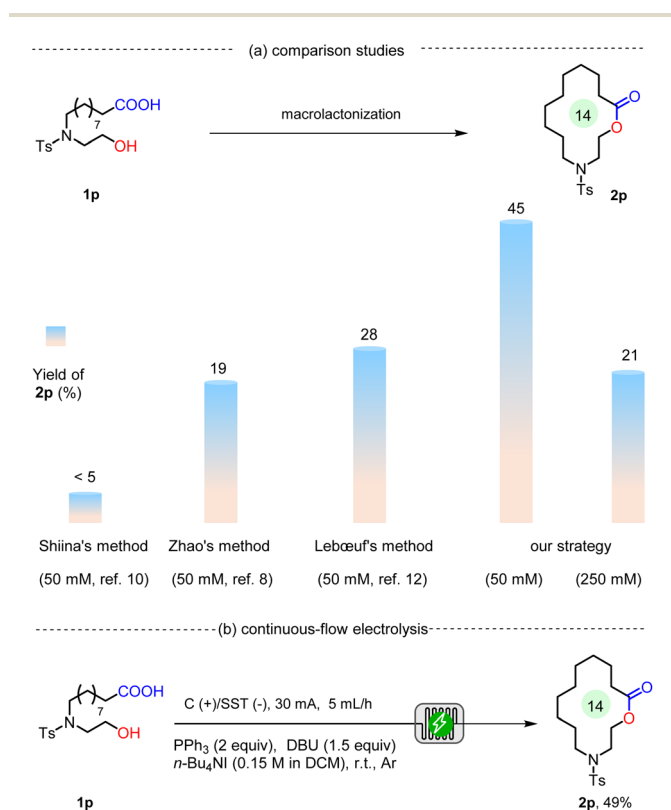 (a) comparison studies
COOH
7
N
Ts
OH
1p
macrolactonization
14
O
O
N
Ts
2p
45
28
19
21
< 5
Yield of
2p (%)
Shiina's method
(50 mM, ref. 10)
Zhao's method
(50 mM, ref. 8)
Lebœuf's method
(50 mM, ref. 12)
our strategy
(50 mM) (250 mM)
(b) continuous-flow electrolysis
COOH
7
N
Ts
OH
1p
C (+)/SST (-), 30 mA, 5 mL/h
PPh₃ (2 equiv), DBU (1.5 equiv)
n-Bu₄NI (0.15 M in DCM), r.t., Ar
14
O
O
N
Ts
2p, 49%